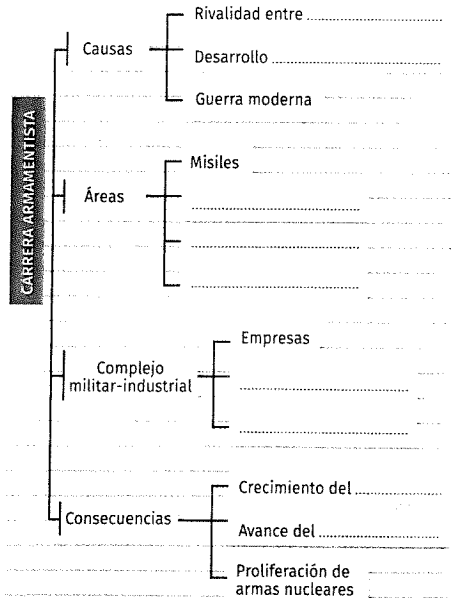 CARRERA ARMAMENTISTA
Causas
Rivalidad entre ..............................
Desarrollo ..............................
Guerra moderna
Áreas
Misiles
..............................
..............................
..............................
Complejo
militar-industrial
Empresas
..............................
..............................
Consecuencias
Crecimiento del ..............................
Avance del ..............................
Proliferación de
armas nucleares